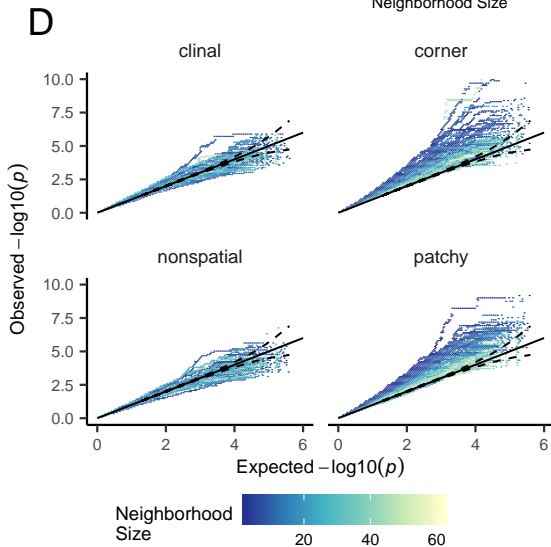 Neighborhood Size
D
clinal
corner
10.0
7.5
5.0
2.5
0.0
nonspatial
patchy
10.0
7.5
5.0
2.5
0.0
Observed −log10(p)
0 2 4 6 0 2 4 6
Expected −log10(p)
Neighborhood
Size
20 40 60